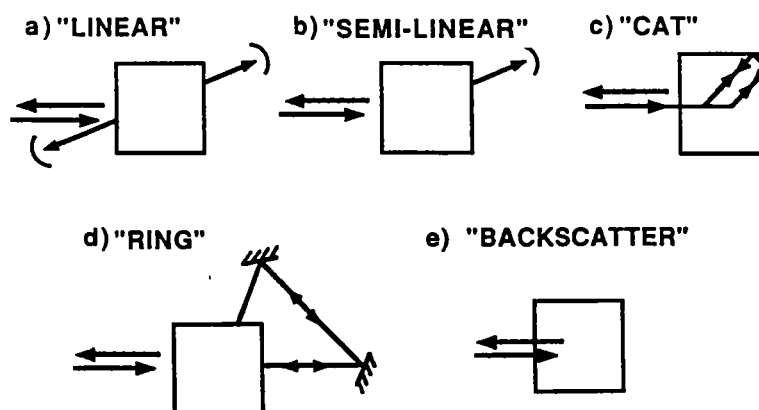 a) "LINEAR"
b) "SEMI-LINEAR"
c) "CAT"
d) "RING"
e) "BACKSCATTER"